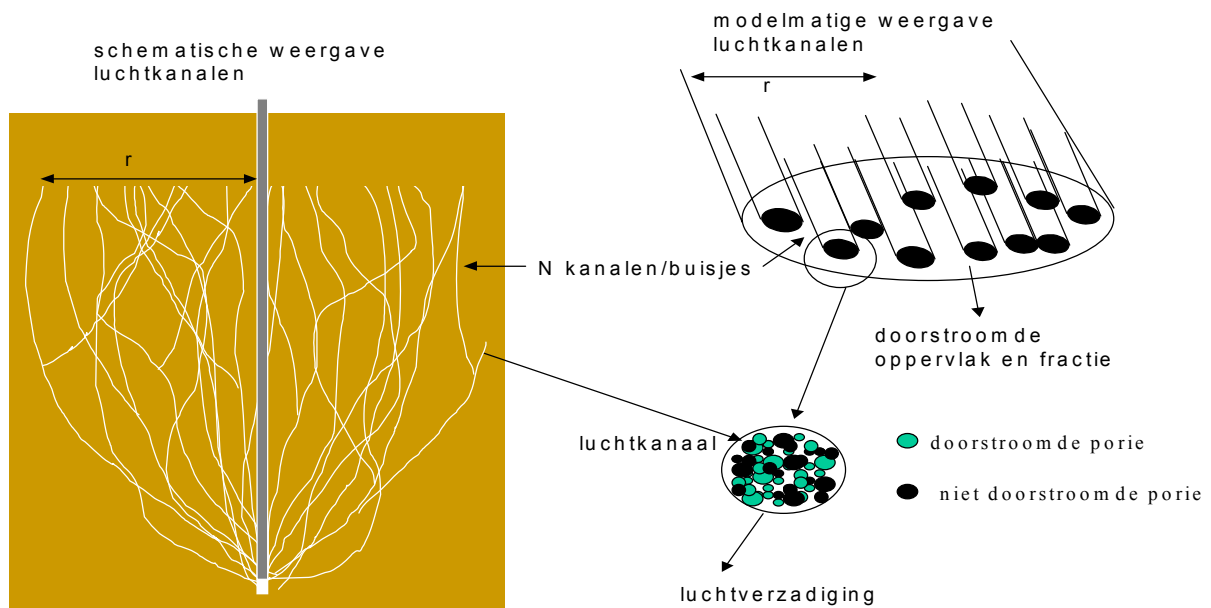 schematische weergave
luchtkanalen
r
modelmatige weergave
luchtkanalen
r
N kanalen/buisjes
doorstroomde
oppervlak en fractie
luchtkanaal
doorstroomde porie
niet doorstroomde porie
luchtverzadiging